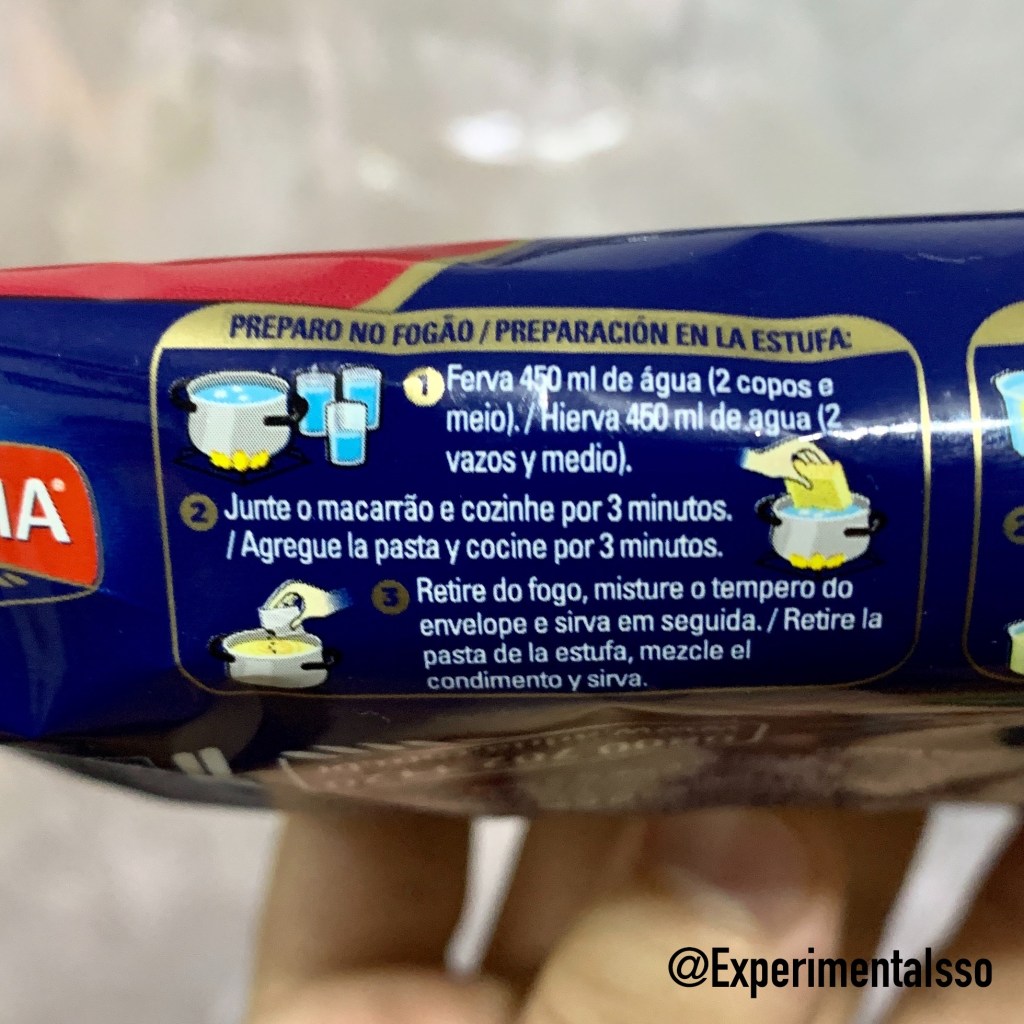 PREPARO NO FOGÃO / PREPARACIÓN EN LA ESTUFA:
1 Ferva 450 ml de água (2 copos e
meio). / Hierva 450 ml de agua (2
vazos y medio).
2 Junte o macarrão e cozinhe por 3 minutos.
/ Agregue la pasta y cocine por 3 minutos.
3 Retire do fogo, misture o tempero do
envelope e sirva em seguida. / Retire la
pasta de la estufa, mezcle el
condimento y sirva.
MA
2
@Experimentalsso